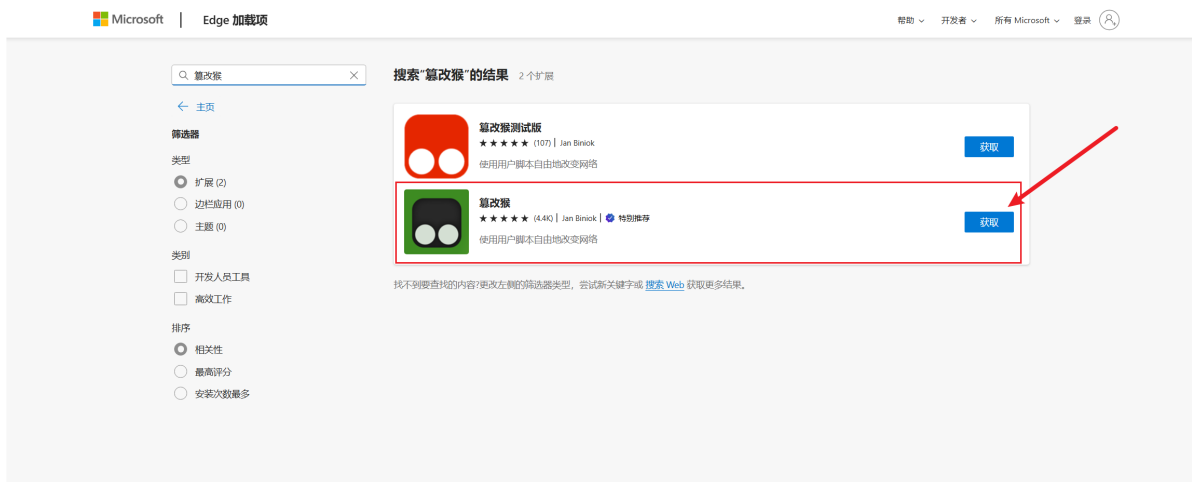 Microsoft | Edge 加载项
帮助 开发者 所有 Microsoft 登录
篡改猴
主页
筛选器
类型
扩展 (2)
边栏应用 (0)
主题 (0)
类别
开发人员工具
高效工作
排序
相关性
最高评分
安装次数最多
搜索"篡改猴"的结果 2 个扩展
篡改猴测试版
★★★★★ (107) | Jan Biniok
使用用户脚本自由地改变网络
获取
篡改猴
★★★★★ (4.4K) | Jan Biniok | 特别推荐
使用用户脚本自由地改变网络
获取
找不到要查找的内容?更改左侧的筛选器类型，尝试新关键字或 搜索 Web 获取更多结果。